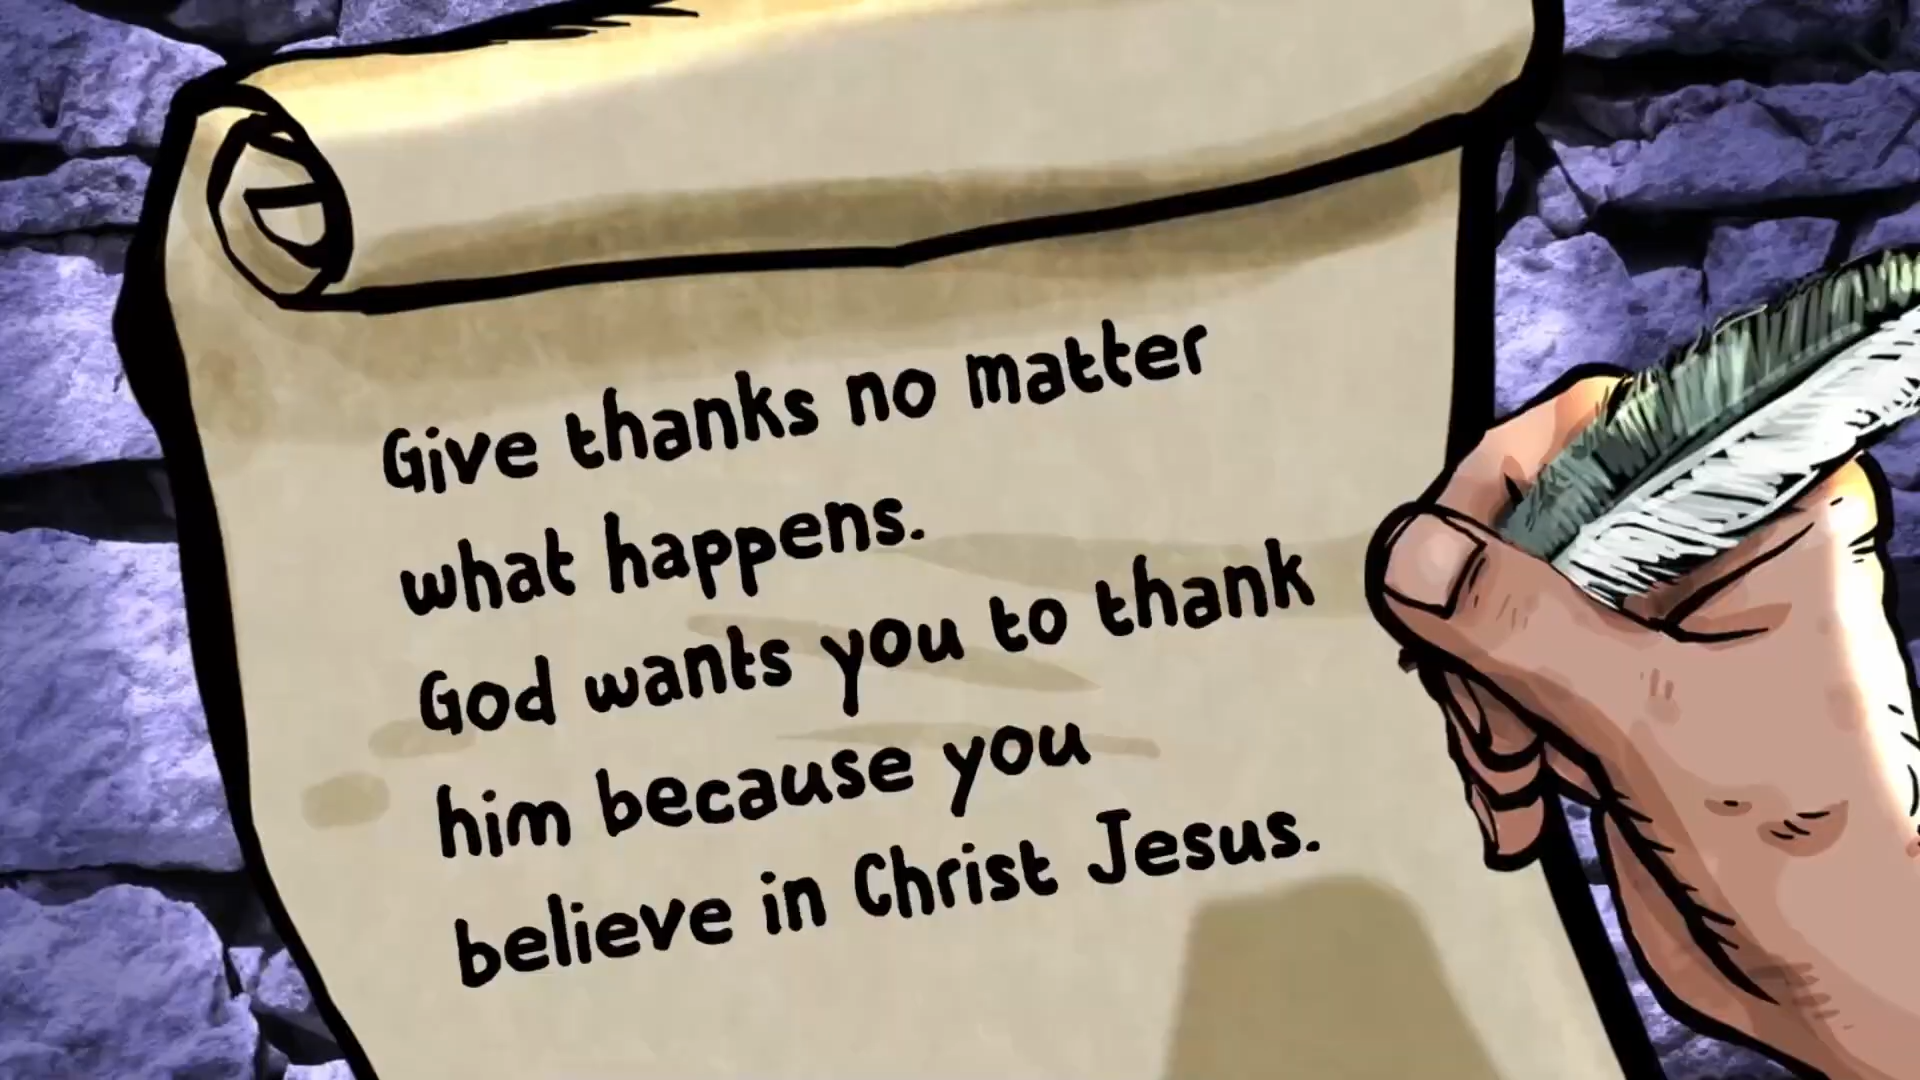 Give thanks no matter
what happens.
God wants you to thank
him because you
believe in Christ Jesus.